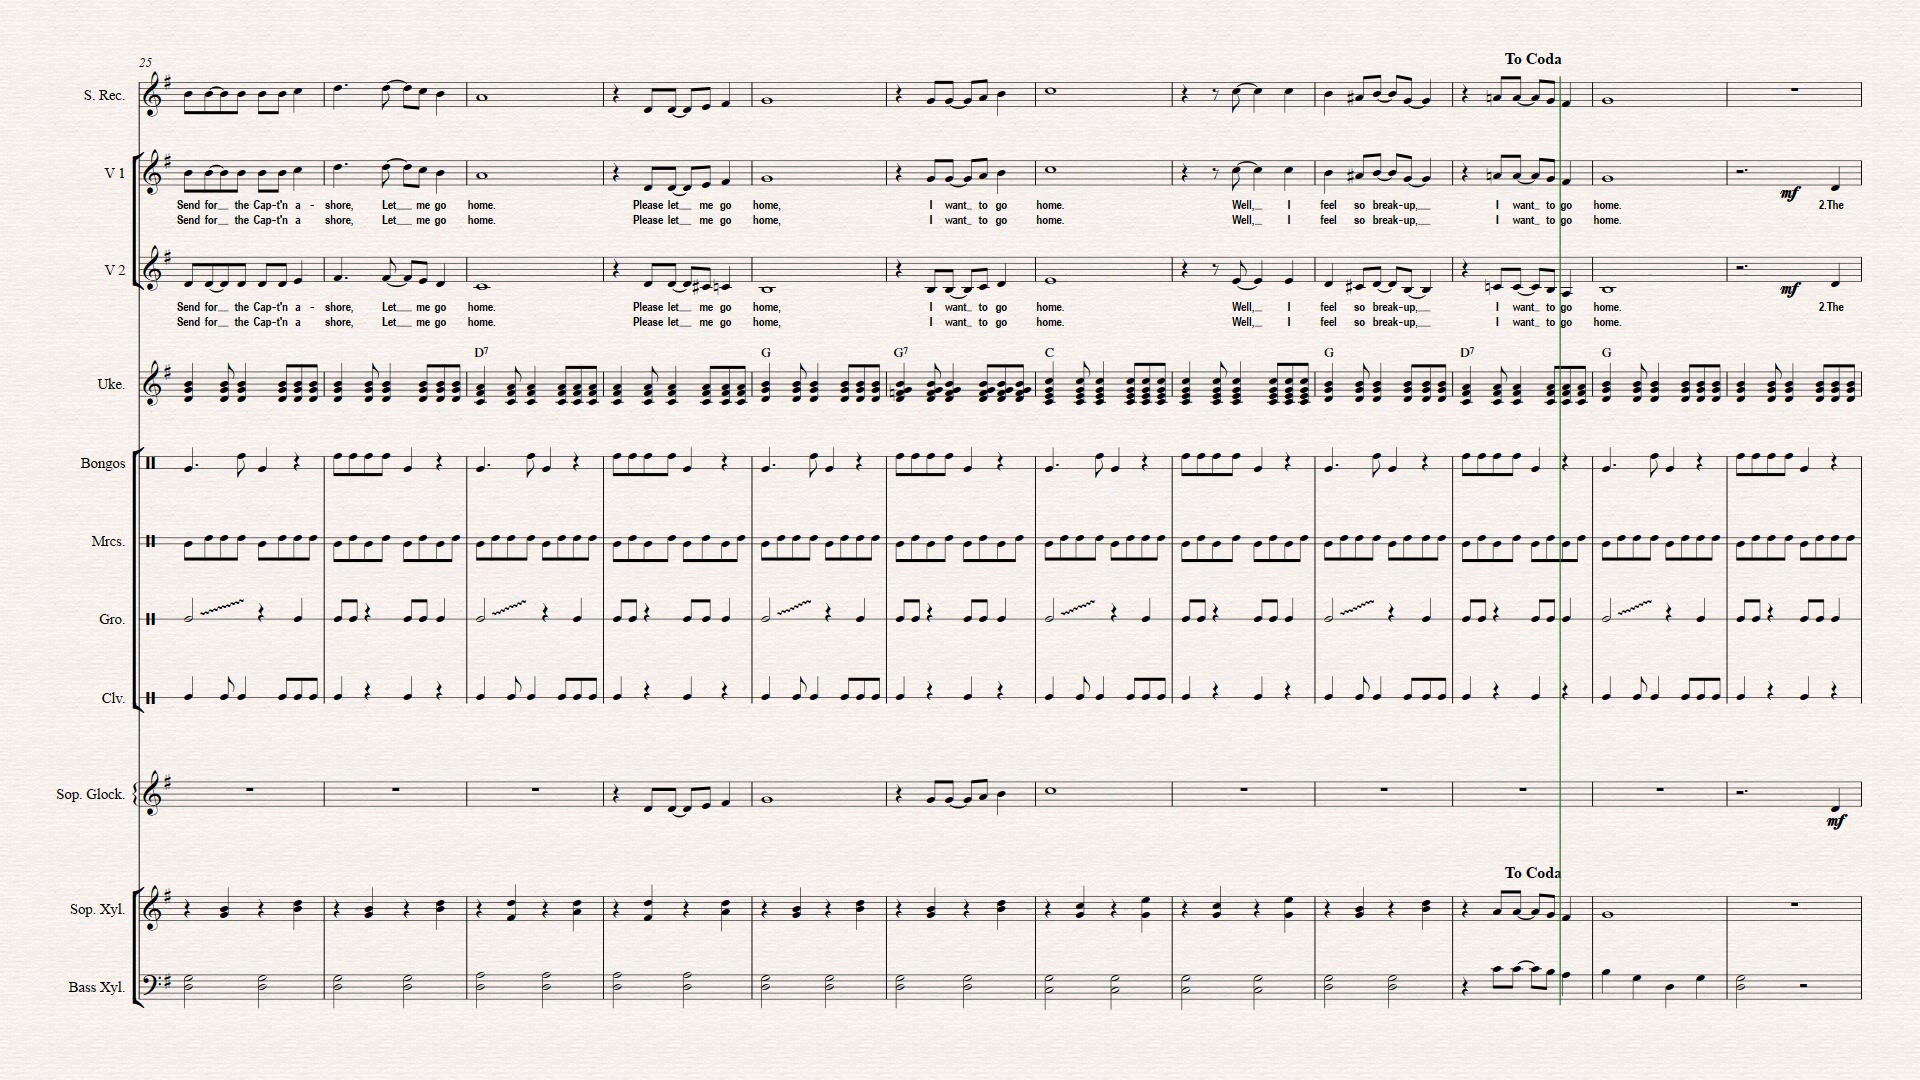 To Coda
25
S. Rec.
V 1
mf
Send for__ the Cap-t'n a - shore, Let__ me go home. Please let__ me go home, I want_ to go home. Well,_ I feel so break-up,__ I want_ to go home. 2.The
Send for__ the Cap-t'n a shore, Let__ me go home. Please let__ me go home, I want_ to go home. Well,_ I feel so break-up,__ I want_ to go home.
V 2
mf
Send for__ the Cap-t'n a - shore, Let__ me go home. Please let__ me go home, I want_ to go home. Well,_ I feel so break-up,__ I want_ to go home. 2.The
Send for__ the Cap-t'n a shore, Let__ me go home. Please let__ me go home, I want_ to go home. Well,_ I feel so break-up,__ I want_ to go home.
D7 G G7 C G D7 G
Uke.
Bongos
Mrcs.
Gro.
Clv.
Sop. Glock.
mf
To Coda
Sop. Xyl.
Bass Xyl.